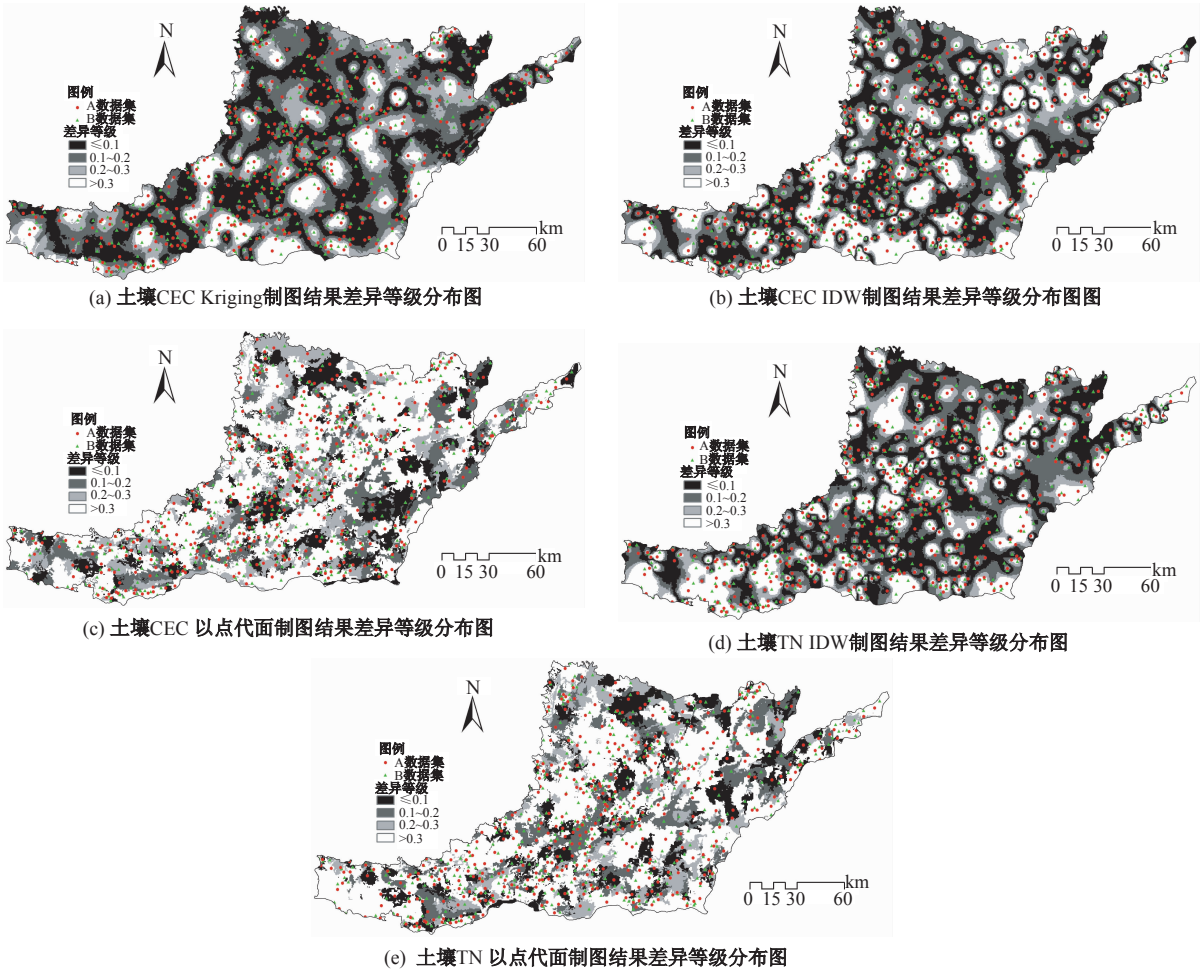 N
图例
A数据集
B数据集
差异等级
≤0.1
0.1~0.2
0.2~0.3
>0.3
km
0 15 30 60
(a) 土壤CEC Kriging制图结果差异等级分布图
N
图例
A数据集
B数据集
差异等级
≤0.1
0.1~0.2
0.2~0.3
>0.3
km
0 15 30 60
(b) 土壤CEC IDW制图结果差异等级分布图图
N
图例
A数据集
B数据集
差异等级
≤0.1
0.1~0.2
0.2~0.3
>0.3
km
0 15 30 60
(c) 土壤CEC 以点代面制图结果差异等级分布图
N
图例
A数据集
B数据集
差异等级
≤0.1
0.1~0.2
0.2~0.3
>0.3
km
0 15 30 60
(d) 土壤TN IDW制图结果差异等级分布图
N
图例
A数据集
B数据集
差异等级
≤0.1
0.1~0.2
0.2~0.3
>0.3
km
0 15 30 60
(e) 土壤TN 以点代面制图结果差异等级分布图